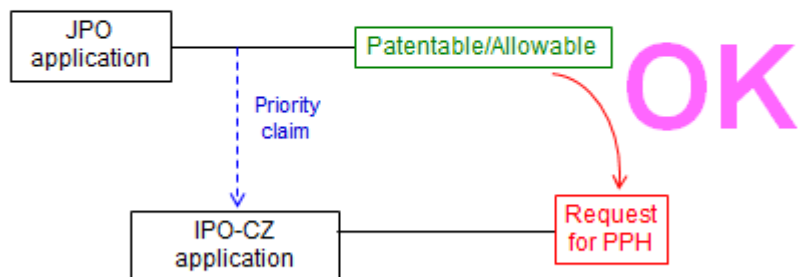 JPO
application
Patentable/Allowable
OK
Priority
claim
IPO-CZ
application
Request
for PPH